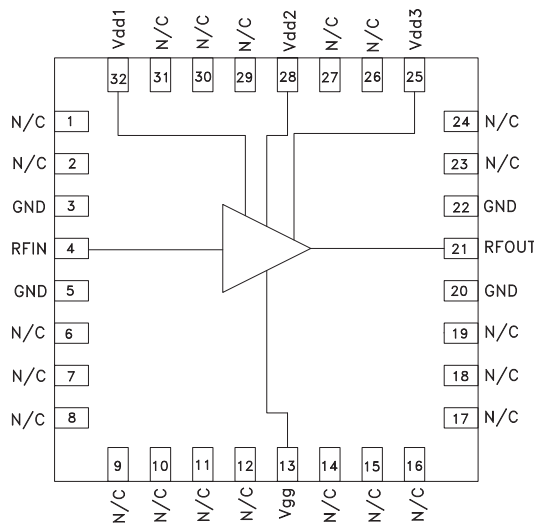 Vdd1 N/C N/C N/C Vdd2 N/C N/C Vdd3
32 31 30 29 28 27 26 25
N/C 1 24 N/C
N/C 2 23 N/C
GND 3 22 GND
RFIN 4 21 RFOUT
GND 5 20 GND
N/C 6 19 N/C
N/C 7 18 N/C
N/C 8 17 N/C
9 10 11 12 13 14 15 16
N/C N/C N/C N/C Vgg N/C N/C N/C